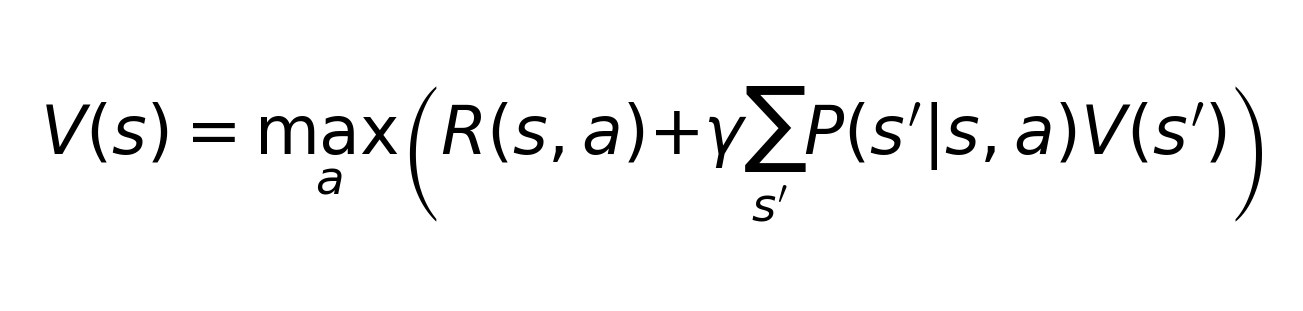 V(s) = max_a ( R(s, a) + γ ∑_{s′} P(s′|s, a) V(s′) )